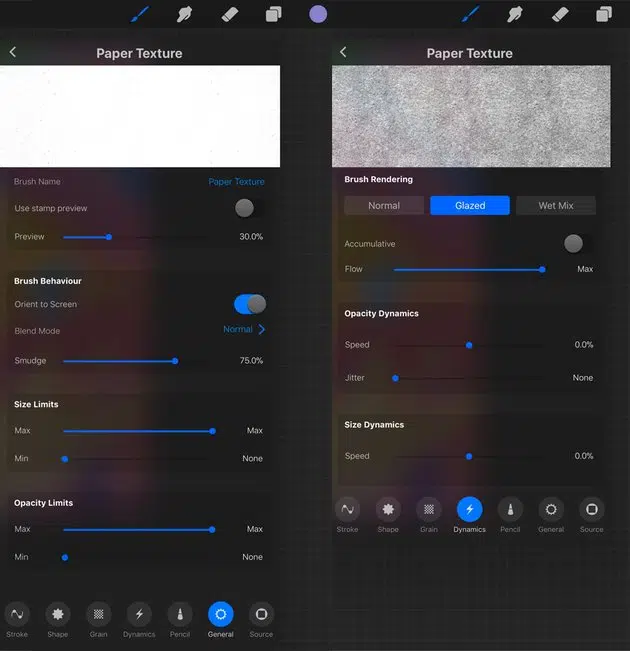 Paper Texture
Brush Name Paper Texture
Use stamp preview
Preview 30.0%
Brush Behaviour
Orient to Screen
Blend Mode Normal
Smudge 75.0%
Size Limits
Max Max
Min None
Opacity Limits
Max Max
Min None
Stroke Shape Grain Dynamics Pencil General Source
Paper Texture
Brush Rendering
Normal Glazed Wet Mix
Accumulative
Flow Max
Opacity Dynamics
Speed 0.0%
Jitter None
Size Dynamics
Speed 0.0%
Stroke Shape Grain Dynamics Pencil General Source